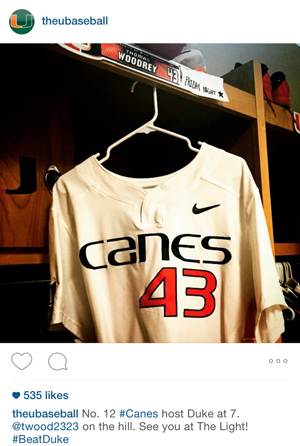 theubaseball
THOMAS
WOODREY 43
FRIDAY NIGHT ★
CANES
43
535 likes
theubaseball No. 12 #Canes host Duke at 7.
@twood2323 on the hill. See you at The Light!
#BeatDuke